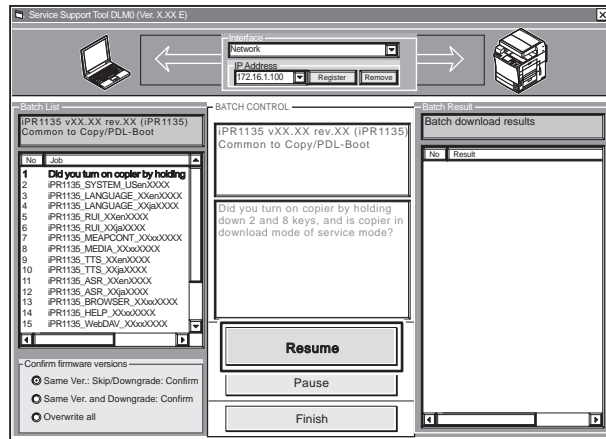 Service Support Tool DLM0 (Ver. X.XX E)
Interface
Network
IP Address
172.16.1.100
Register
Remove
Batch List
iPR1135 vXX.XX rev.XX (iPR1135)
Common to Copy/PDL-Boot
No Job
1 Did you turn on copier by holding
2 iPR1135_SYSTEM_USenXXXX
3 iPR1135_LANGUAGE_XXenXXXX
4 iPR1135_LANGUAGE_XXjaXXXX
5 iPR1135_RUI_XXenXXXX
6 iPR1135_RUI_XXjaXXXX
7 iPR1135_MEAPCONT_XXxxXXXX
8 iPR1135_MEDIA_XXxxXXXX
9 iPR1135_TTS_XXenXXXX
10 iPR1135_TTS_XXjaXXXX
11 iPR1135_ASR_XXenXXXX
12 iPR1135_ASR_XXjaXXXX
13 iPR1135_BROWSER_XXxxXXXX
14 iPR1135_HELP_XXxxXXXX
15 iPR1135_WebDAV_XXxxXXXX
Confirm firmware versions
Same Ver.: Skip/Downgrade: Confirm
Same Ver. and Downgrade: Confirm
Overwrite all
BATCH CONTROL
iPR1135 vXX.XX rev.XX (iPR1135)
Common to Copy/PDL-Boot
Did you turn on copier by holding
down 2 and 8 keys, and is copier in
download mode of service mode?
Resume
Pause
Finish
Batch Result
Batch download results
No Result